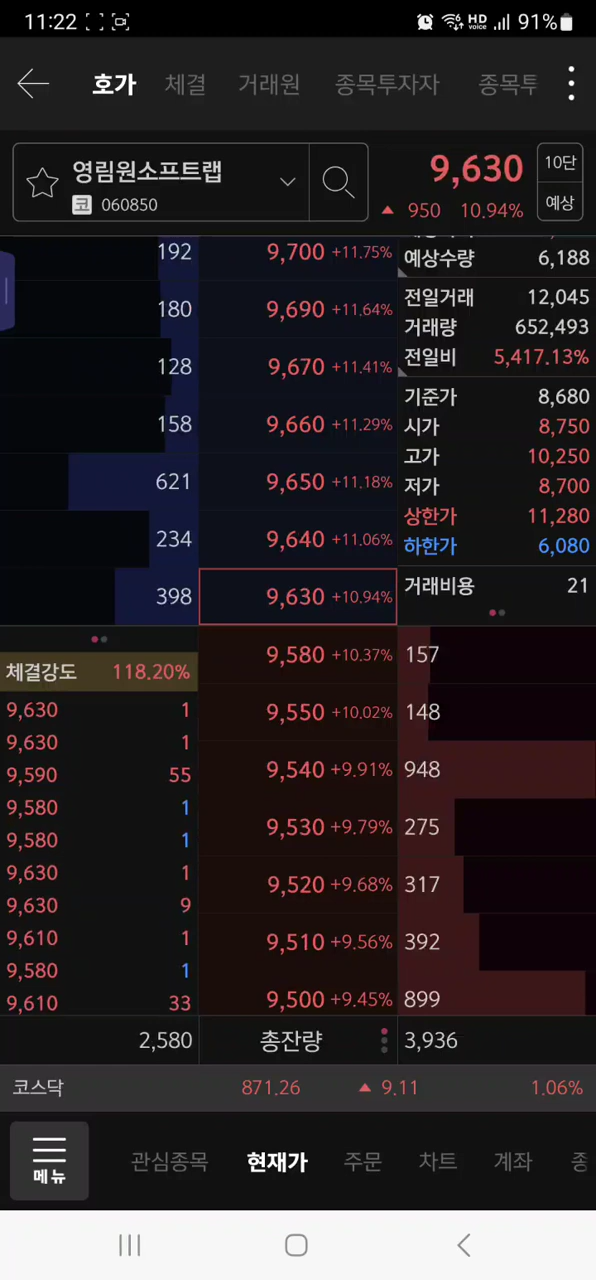 11:22 HD voice 91%
호가 체결 거래원 종목투자자 종목투
영림원소프트랩
코 060850
9,630
▲ 950 10.94%
10단
예상
192 9,700 +11.75%
180 9,690 +11.64%
128 9,670 +11.41%
158 9,660 +11.29%
621 9,650 +11.18%
234 9,640 +11.06%
398 9,630 +10.94%
예상수량 6,188
전일거래 12,045
거래량 652,493
전일비 5,417.13%
기준가 8,680
시가 8,750
고가 10,250
저가 8,700
상한가 11,280
하한가 6,080
거래비용 21
체결강도 118.20%
9,630 1
9,630 1
9,590 55
9,580 1
9,580 1
9,630 1
9,630 9
9,610 1
9,580 1
9,610 33
9,580 +10.37% 157
9,550 +10.02% 148
9,540 +9.91% 948
9,530 +9.79% 275
9,520 +9.68% 317
9,510 +9.56% 392
9,500 +9.45% 899
2,580 총잔량 3,936
코스닥 871.26 ▲ 9.11 1.06%
메뉴 관심종목 현재가 주문 차트 계좌 종